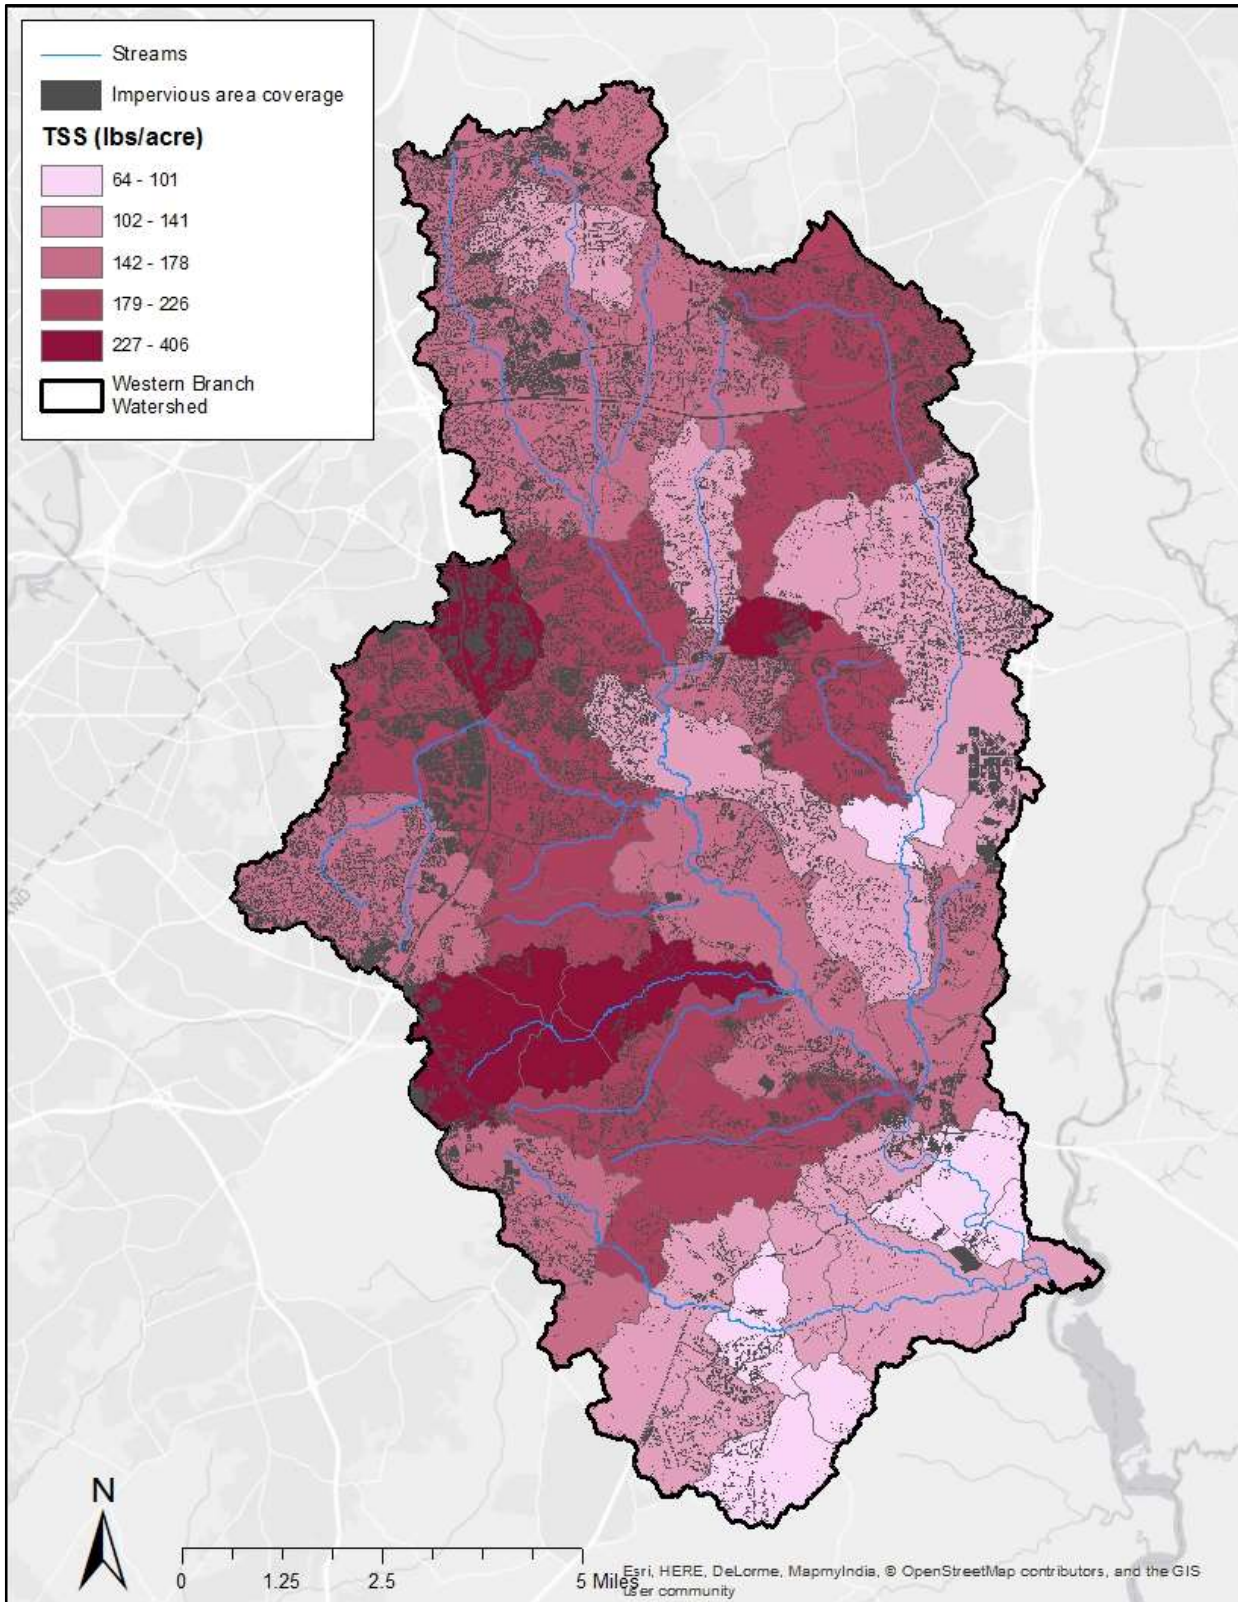 Streams
Impervious area coverage
TSS (lbs/acre)
64 - 101
102 - 141
142 - 178
179 - 226
227 - 406
Western Branch
Watershed
N
0 1.25 2.5 5 Miles
Esri, HERE, DeLorme, MapmyIndia, © OpenStreetMap contributors, and the GIS
user community